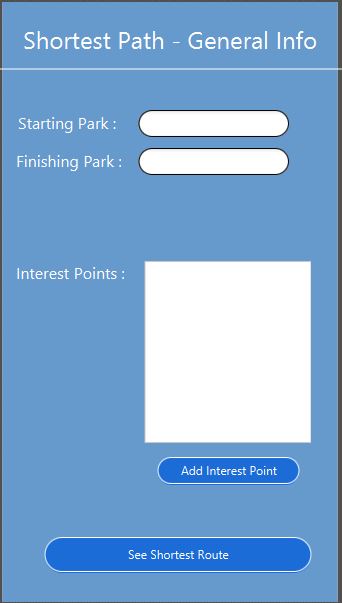 Shortest Path - General Info
Starting Park :
Finishing Park :
Interest Points :
Add Interest Point
See Shortest Route